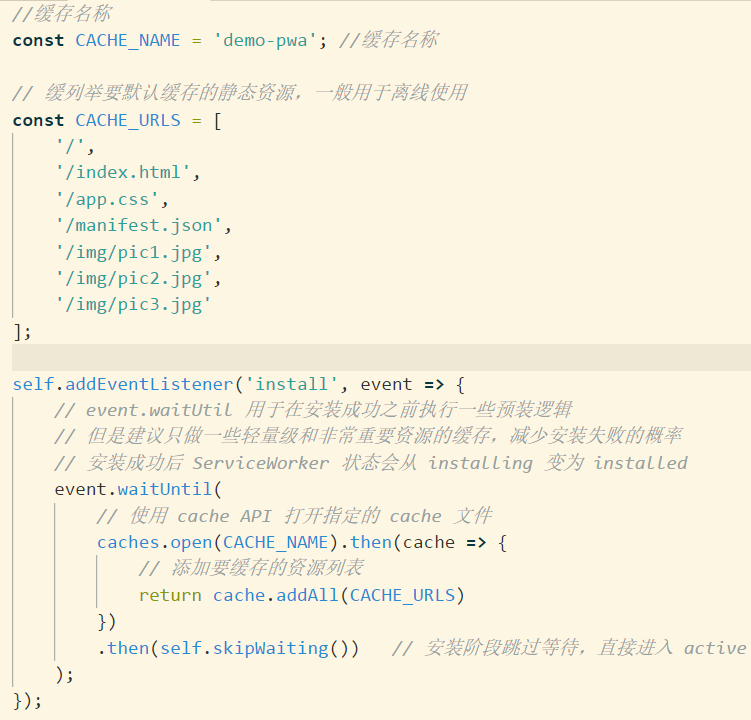 //缓存名称
const CACHE_NAME = 'demo-pwa'; //缓存名称
// 缓列举要默认缓存的静态资源，一般用于离线使用
const CACHE_URLS = [
'/',
'/index.html',
'/app.css',
'/manifest.json',
'/img/pic1.jpg',
'/img/pic2.jpg',
'/img/pic3.jpg'
];
self.addEventListener('install', event => {
// event.waitUtil 用于在安装成功之前执行一些预装逻辑
// 但是建议只做一些轻量级和非常重要资源的缓存，减少安装失败的概率
// 安装成功后 ServiceWorker 状态会从 installing 变为 installed
event.waitUntil(
// 使用 cache API 打开指定的 cache 文件
caches.open(CACHE_NAME).then(cache => {
// 添加要缓存的资源列表
return cache.addAll(CACHE_URLS)
})
.then(self.skipWaiting()) // 安装阶段跳过等待，直接进入 active
);
});